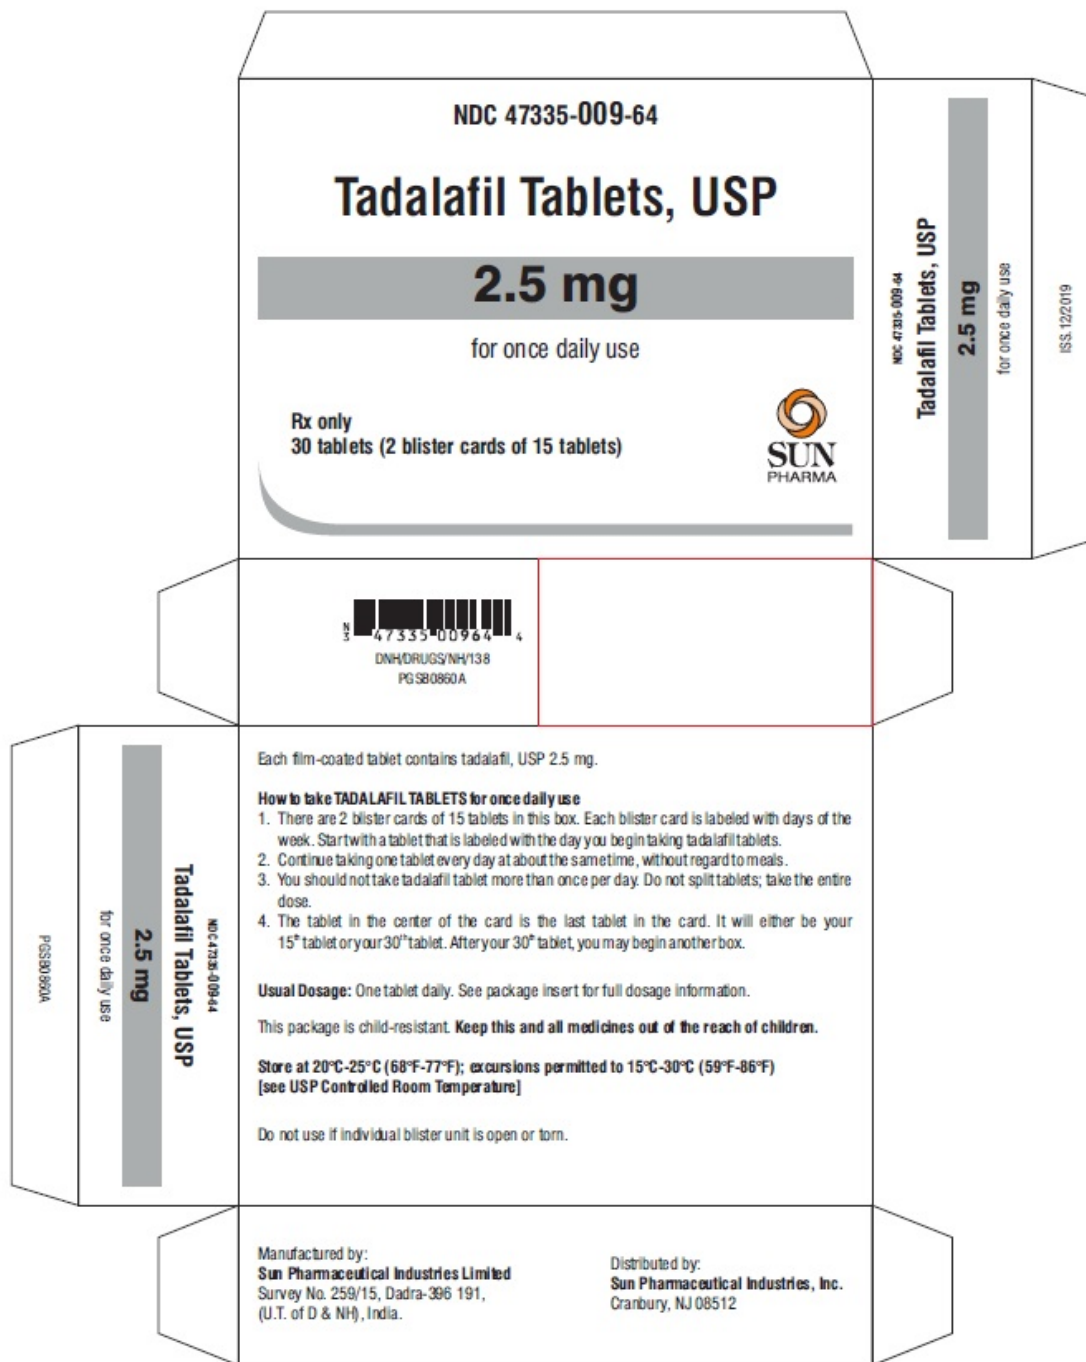 NDC 47335-009-64
Tadalafil Tablets, USP
2.5 mg
for once daily use
Rx only
30 tablets (2 blister cards of 15 tablets)
SUN
PHARMA
NDC 47335-009-64
Tadalafil Tablets, USP
2.5 mg
for once daily use
ISS. 12/2019
N
3
47335 00964
4
DNH/DRUGS/NH/138
PGSB0860A
Each film-coated tablet contains tadalafil, USP 2.5 mg.
How to take TADALAFIL TABLETS for once daily use
1. There are 2 blister cards of 15 tablets in this box. Each blister card is labeled with days of the
week. Start with a tablet that is labeled with the day you begin taking tadalafil tablets.
2. Continue taking one tablet every day at about the same time, without regard to meals.
3. You should not take tadalafil tablet more than once per day. Do not split tablets; take the entire
dose.
4. The tablet in the center of the card is the last tablet in the card. It will either be your
15th tablet or your 30th tablet. After your 30th tablet, you may begin another box.
Usual Dosage: One tablet daily. See package insert for full dosage information.
This package is child-resistant. Keep this and all medicines out of the reach of children.
Store at 20°C-25°C (68°F-77°F); excursions permitted to 15°C-30°C (59°F-86°F)
[see USP Controlled Room Temperature]
Do not use if individual blister unit is open or torn.
NDC 47335-009-64
Tadalafil Tablets, USP
2.5 mg
for once daily use
PGSB0860A
Manufactured by:
Sun Pharmaceutical Industries Limited
Survey No. 259/15, Dadra-396 191,
(U.T. of D & NH), India.
Distributed by:
Sun Pharmaceutical Industries, Inc.
Cranbury, NJ 08512